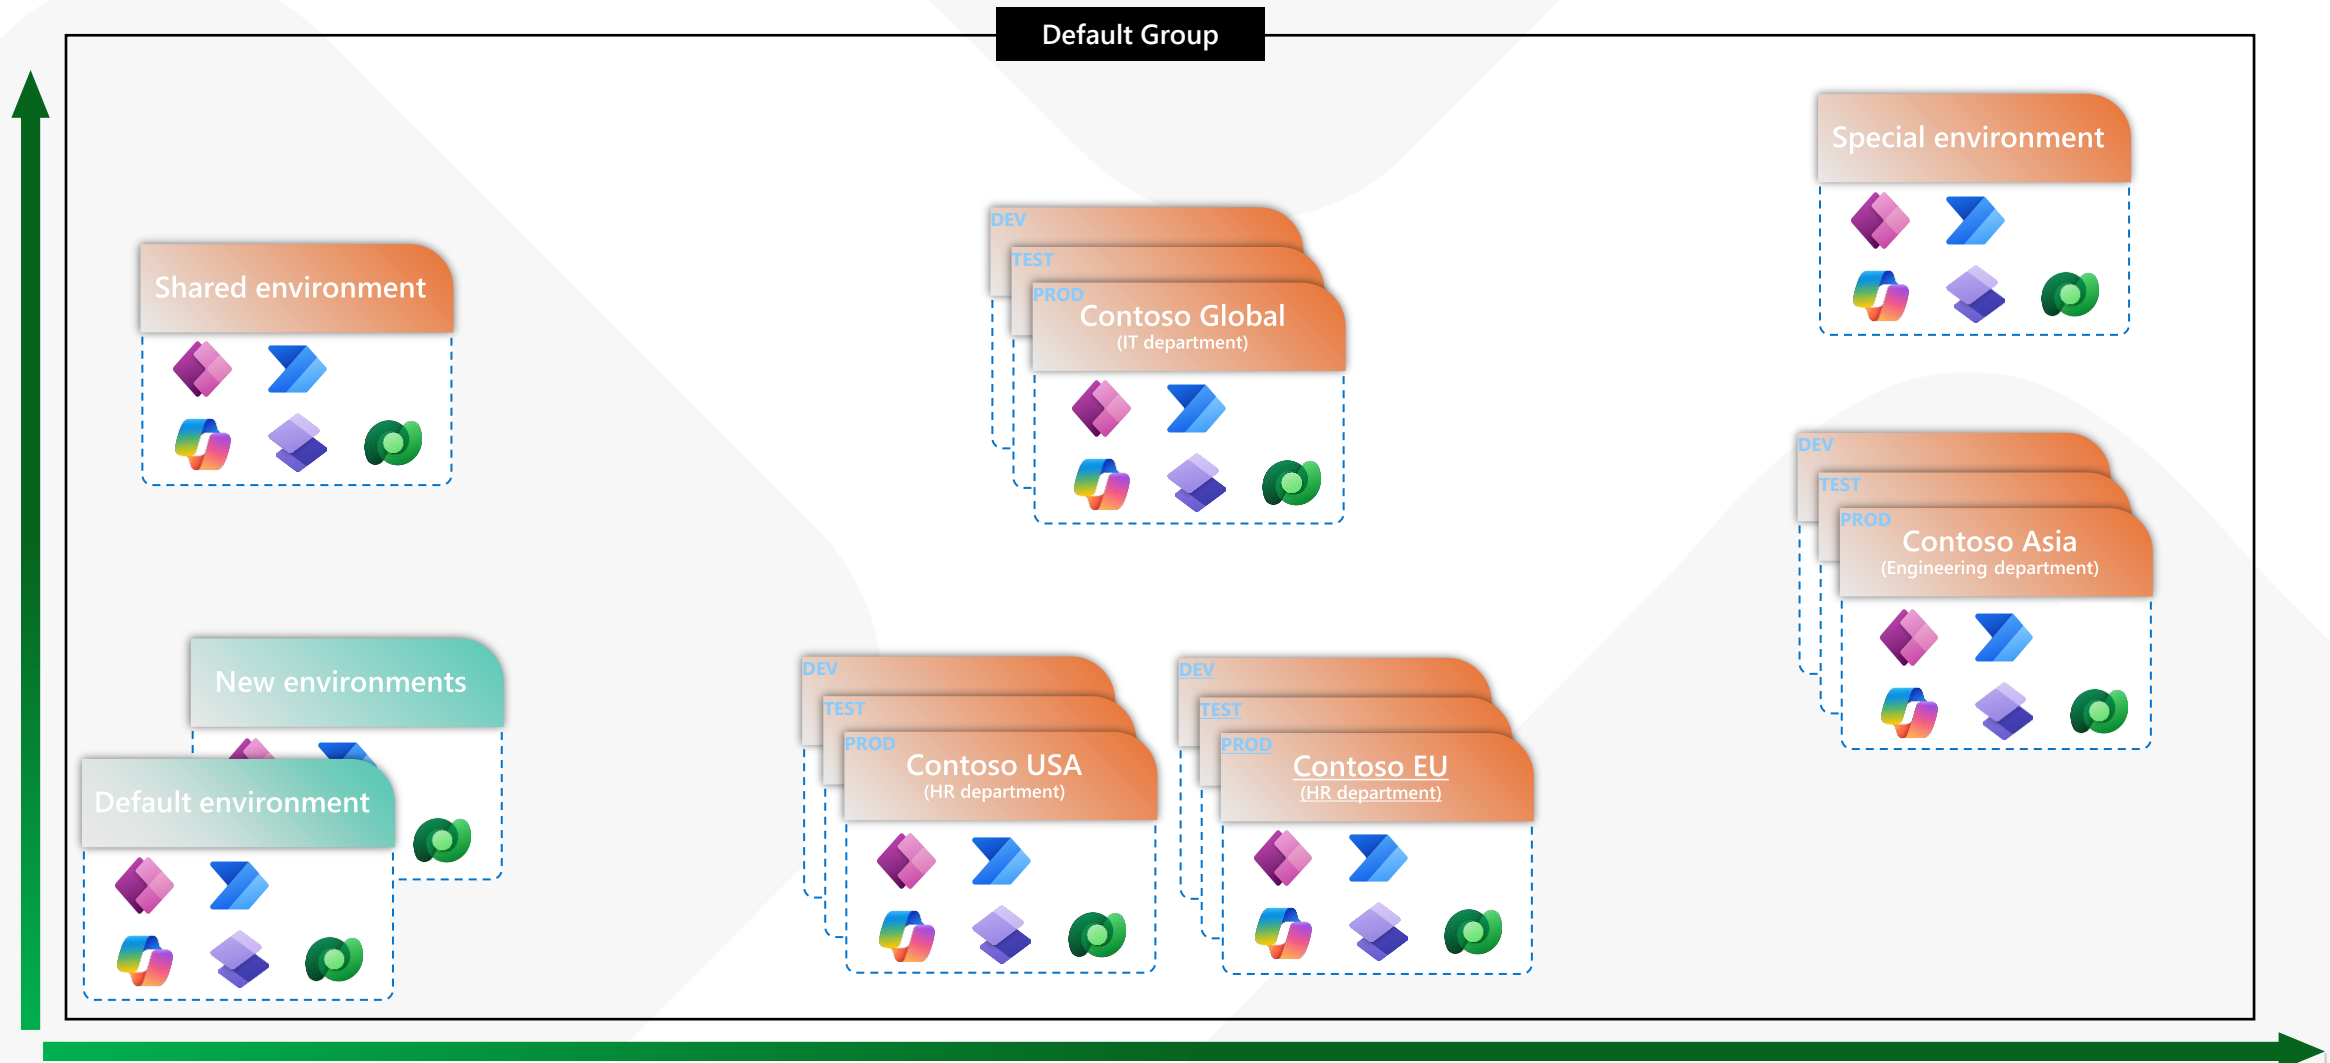 Default Group
Special environment
Shared environment
DEV
TEST
PROD
Contoso Global
(IT department)
DEV
TEST
PROD
Contoso Asia
(Engineering department)
New environments
Default environment
DEV
TEST
PROD
Contoso USA
(HR department)
DEV
TEST
PROD
Contoso EU
(HR department)